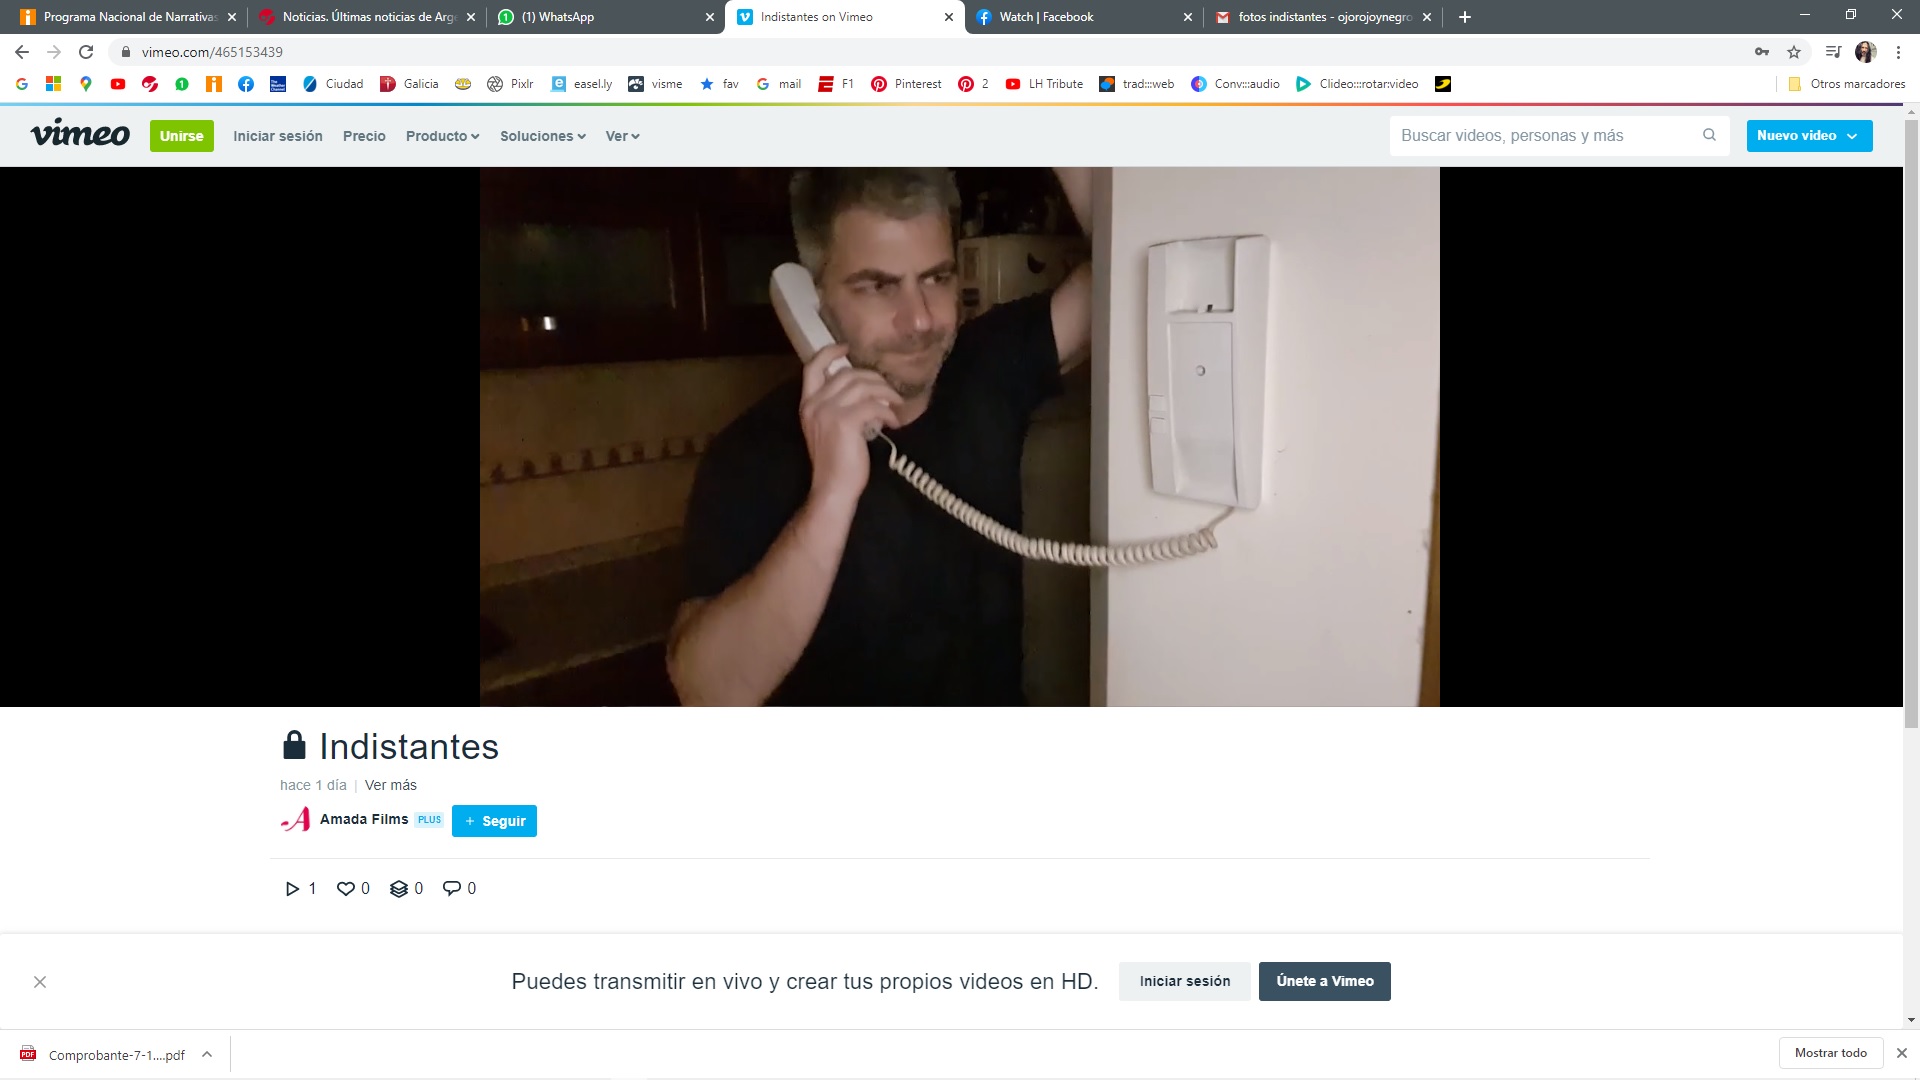 Programa Nacional de Narrativas
Noticias. Últimas noticias de Arge
(1) WhatsApp
Indistantes on Vimeo
Watch | Facebook
fotos indistantes - ojorojoynegro
vimeo.com/465153439
Ciudad
Galicia
Pixlr
easel.ly
visme
fav
mail
F1
Pinterest
2
LH Tribute
trad:::web
Conv:::audio
Clideo:::rotar:video
Otros marcadores
vimeo
Unirse
Iniciar sesión
Precio
Producto
Soluciones
Ver
Buscar videos, personas y más
Nuevo video
Indistantes
hace 1 día | Ver más
Amada Films PLUS
+ Seguir
1 0 0 0
Puedes transmitir en vivo y crear tus propios videos en HD.
Iniciar sesión
Únete a Vimeo
Comprobante-7-1....pdf
Mostrar todo